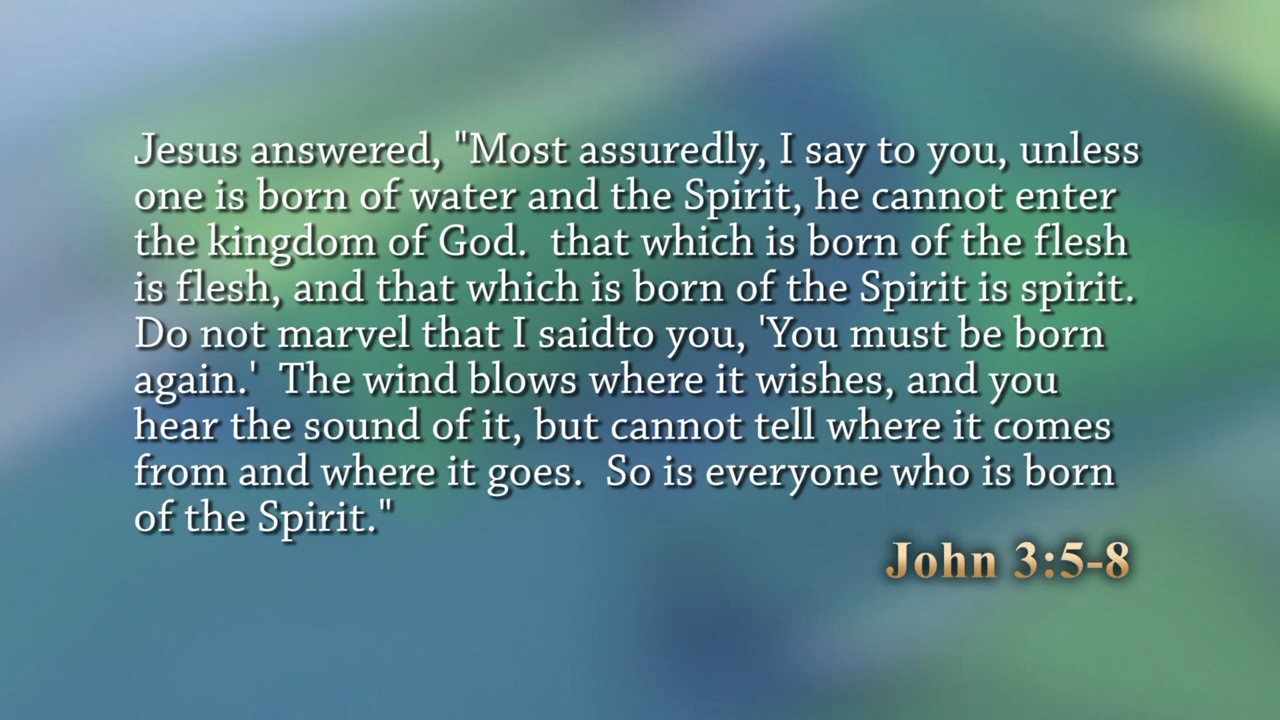 Jesus answered, "Most assuredly, I say to you, unless
one is born of water and the Spirit, he cannot enter
the kingdom of God.  that which is born of the flesh
is flesh, and that which is born of the Spirit is spirit.
Do not marvel that I saidto you, 'You must be born
again.'  The wind blows where it wishes, and you
hear the sound of it, but cannot tell where it comes
from and where it goes.  So is everyone who is born
of the Spirit."
John 3:5-8